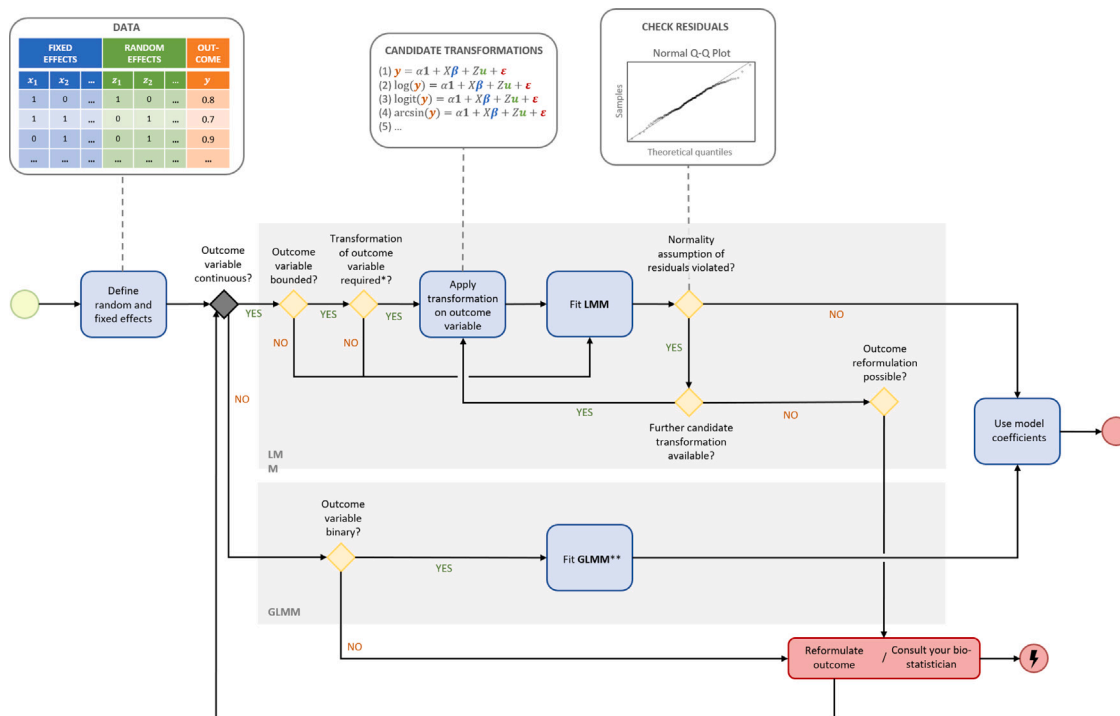 DATA
FIXED EFFECTS
RANDOM EFFECTS
OUT-COME
x₁ x₂ ... z₁ z₂ ... y
1 0 ... 1 0 ... 0.8
1 1 ... 0 1 ... 0.7
0 1 ... 0 1 ... 0.9
... ... ... ... ... ... ...
CANDIDATE TRANSFORMATIONS
(1) y = α1 + Xβ + Zu + ε
(2) log(y) = α1 + Xβ + Zu + ε
(3) logit(y) = α1 + Xβ + Zu + ε
(4) arcsin(y) = α1 + Xβ + Zu + ε
(5) ...
CHECK RESIDUALS
Normal Q-Q Plot
Samples
Theoretical quantiles
Define
random and
fixed effects
Outcome
variable
continuous?
YES
NO
Outcome
variable
bounded?
YES
NO
Transformation
of outcome
variable
required*?
YES
NO
Apply
transformation
on outcome
variable
Fit LMM
Normality
assumption of
residuals violated?
NO
YES
Further candidate
transformation
available?
YES
NO
Outcome
reformulation
possible?
Use model
coefficients
LM
M
Outcome
variable
binary?
YES
NO
Fit GLMM**
GLMM
Reformulate
outcome
/
Consult your bio-
statistician